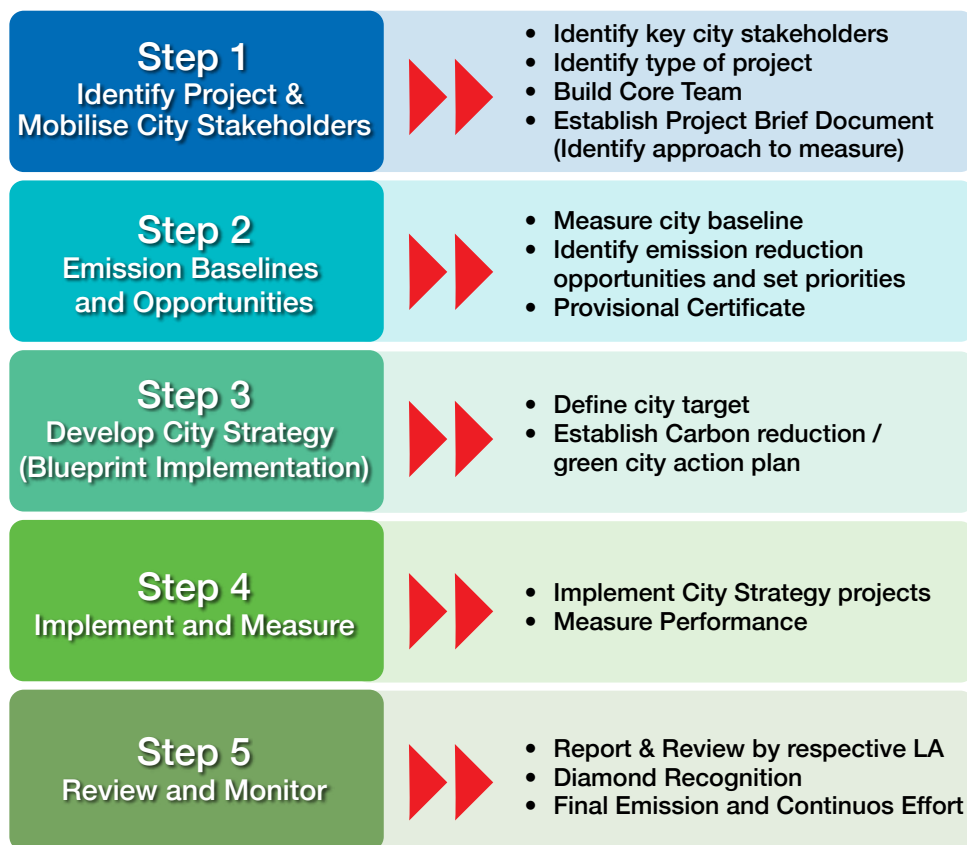 Step 1
Identify Project &
Mobilise City Stakeholders
• Identify key city stakeholders
• Identify type of project
• Build Core Team
• Establish Project Brief Document
(Identify approach to measure)
Step 2
Emission Baselines
and Opportunities
• Measure city baseline
• Identify emission reduction
opportunities and set priorities
• Provisional Certificate
Step 3
Develop City Strategy
(Blueprint Implementation)
• Define city target
• Establish Carbon reduction /
green city action plan
Step 4
Implement and Measure
• Implement City Strategy projects
• Measure Performance
Step 5
Review and Monitor
• Report & Review by respective LA
• Diamond Recognition
• Final Emission and Continuos Effort